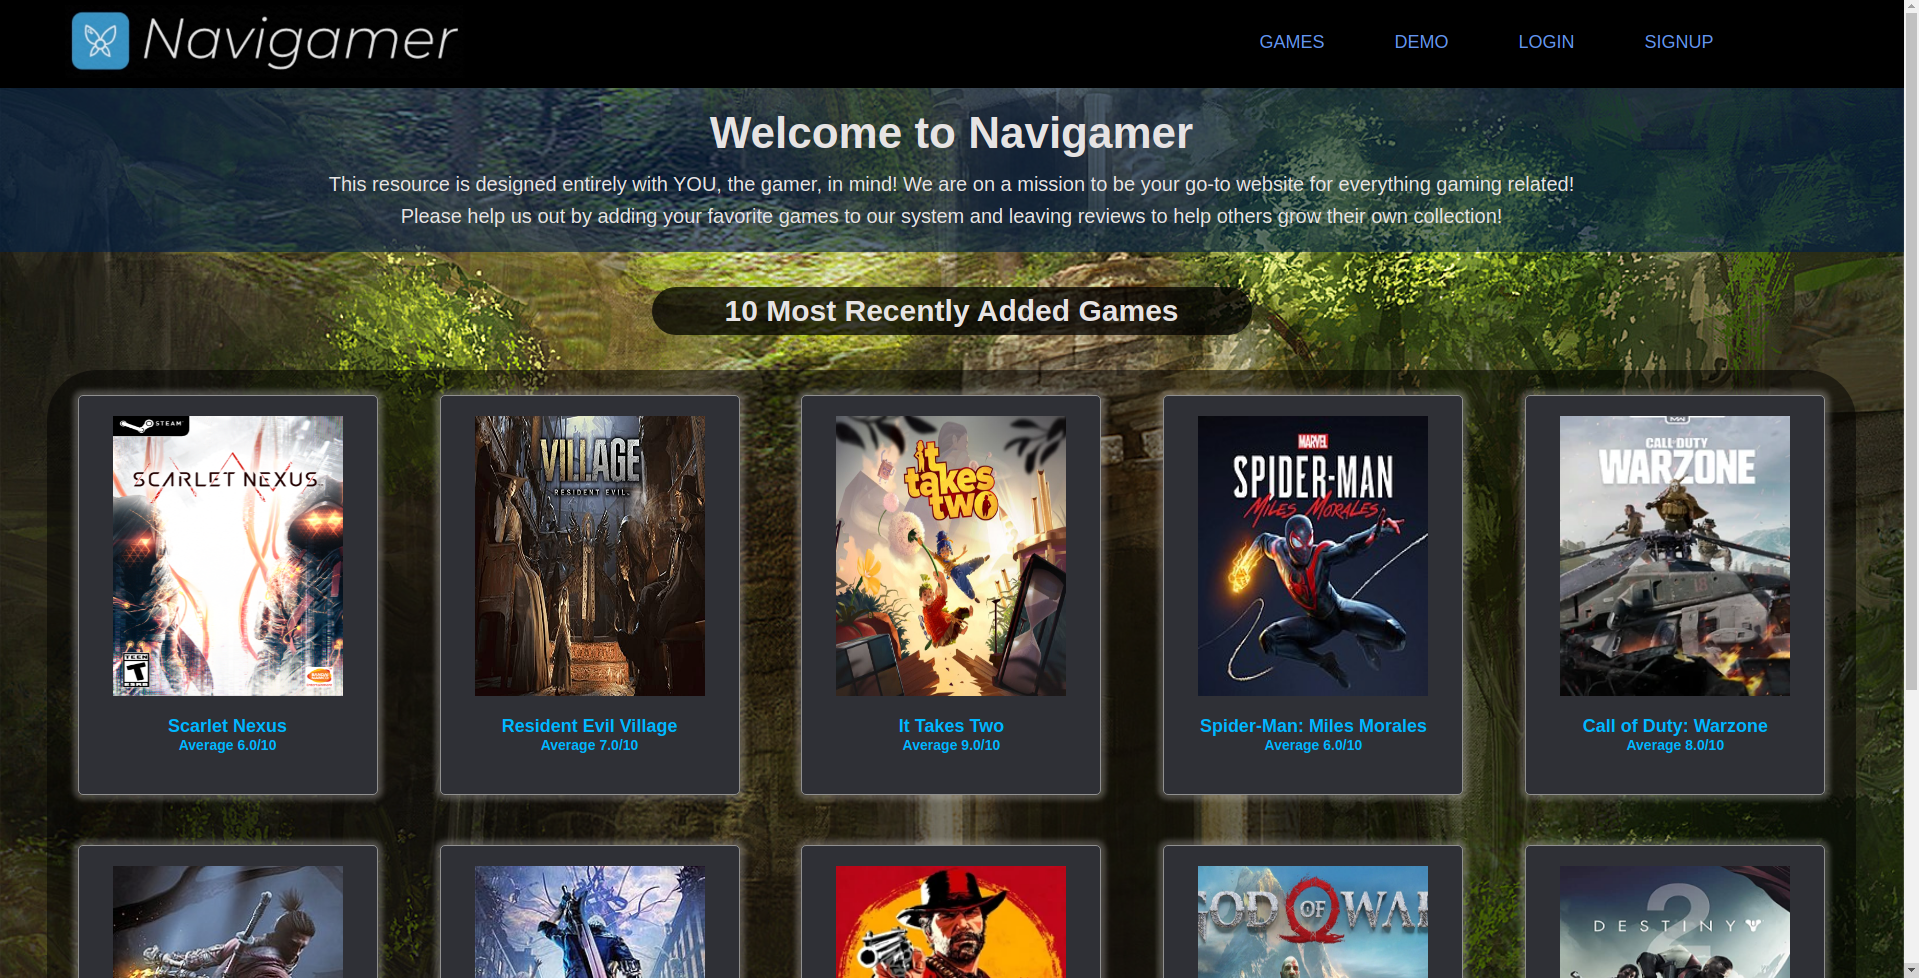 Navigamer
GAMES DEMO LOGIN SIGNUP
Welcome to Navigamer
This resource is designed entirely with YOU, the gamer, in mind! We are on a mission to be your go-to website for everything gaming related!
Please help us out by adding your favorite games to our system and leaving reviews to help others grow their own collection!
10 Most Recently Added Games
STEAM
SCARLET NEXUS
TEEN
T
VILLAGE
RESIDENT EVIL
it
takes
two
MARVEL
SPIDER-MAN
MILES MORALES
CALL OF DUTY
WARZONE
18
Scarlet Nexus
Average 6.0/10
Resident Evil Village
Average 7.0/10
It Takes Two
Average 9.0/10
Spider-Man: Miles Morales
Average 6.0/10
Call of Duty: Warzone
Average 8.0/10
GOD OF WAR
DESTINY
2